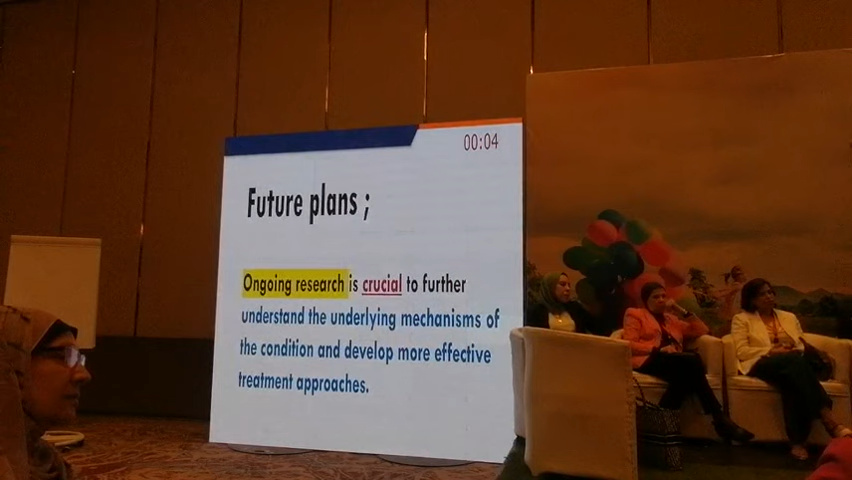 00:04
Future plans ;
Ongoing research is crucial to further
understand the underlying mechanisms of
the condition and develop more effective
treatment approaches.